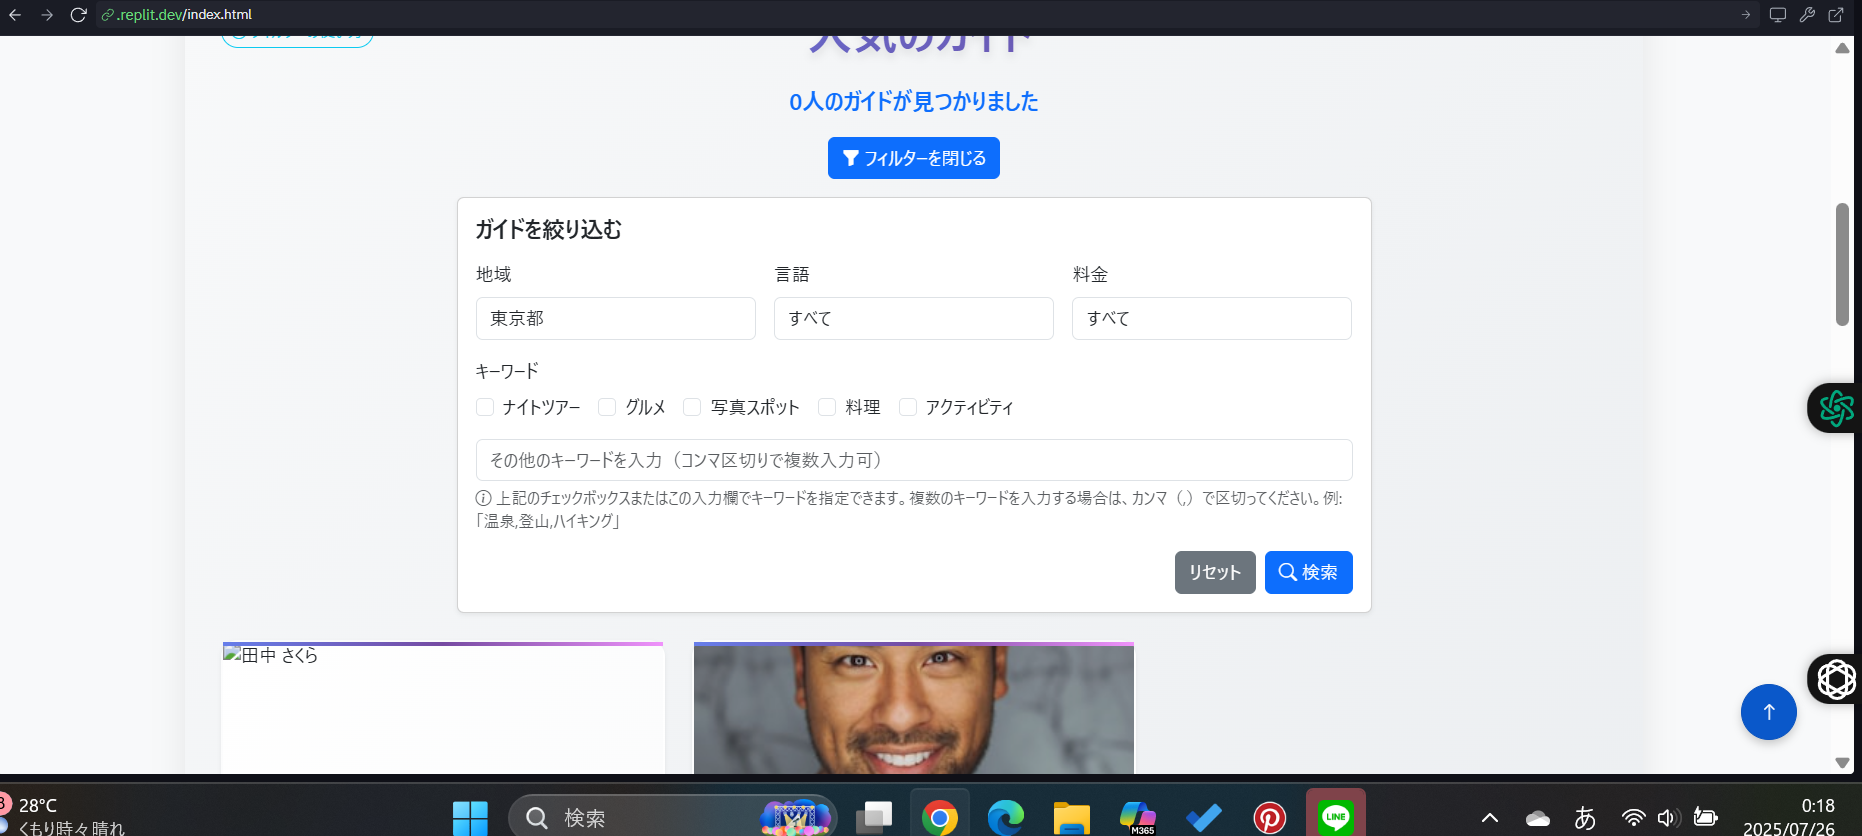 .replit.dev/index.html
人気のガイド
0人のガイドが見つかりました
フィルターを閉じる
ガイドを絞り込む
地域 言語 料金
東京都 すべて すべて
キーワード
ナイトツアー グルメ 写真スポット 料理 アクティビティ
その他のキーワードを入力（コンマ区切りで複数入力可）
上記のチェックボックスまたはこの入力欄でキーワードを指定できます。複数のキーワードを入力する場合は、カンマ（,）で区切ってください。例:
「温泉,登山,ハイキング」
リセット 検索
田中 さくら
28°C
くもり時々晴れ
検索
M365
LINE
あ
0:18
2025/07/26